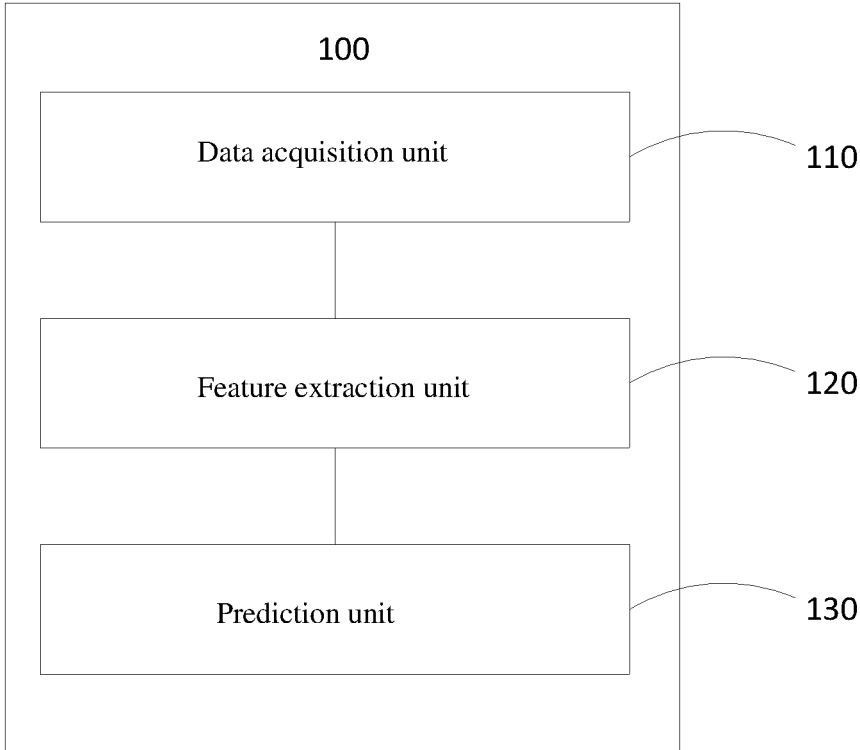 100
Data acquisition unit
110
Feature extraction unit
120
Prediction unit
130